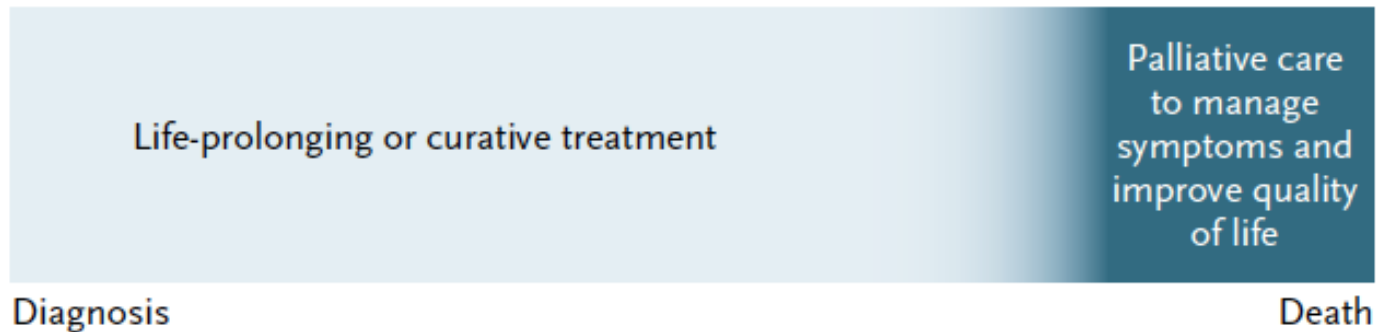 Life-prolonging or curative treatment
Palliative care
to manage
symptoms and
improve quality
of life
Diagnosis
Death